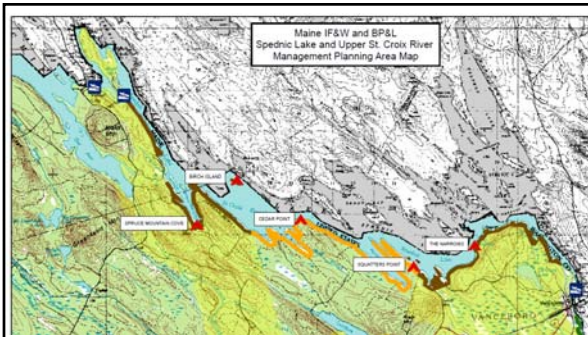 Maine IF&W and BP&L
Spednic Lake and Upper St. Croix River
Management Planning Area Map
BIRCH ISLAND
SPRUCE MOUNTAIN COVE
CEDAR POINT
THE NARROWS
SQUATTERS POINT
VANCEBORO